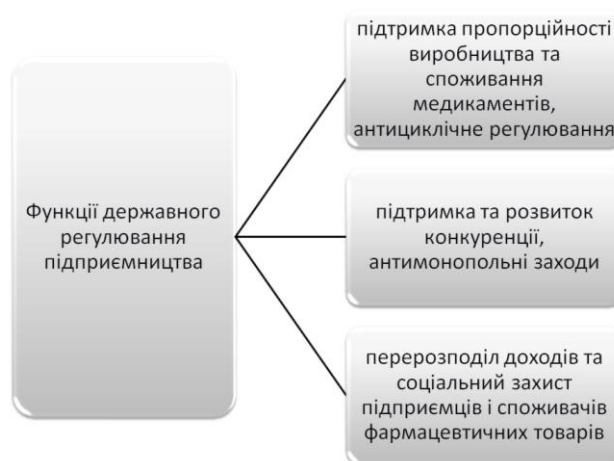 Функції державного
регулювання
підприємництва
підтримка пропорційності
виробництва та
споживання
медикаментів,
антициклічне регулювання
підтримка та розвиток
конкуренції,
антимонопольні заходи
перерозподіл доходів та
соціальний захист
підприємців і споживачів
фармацевтичних товарів